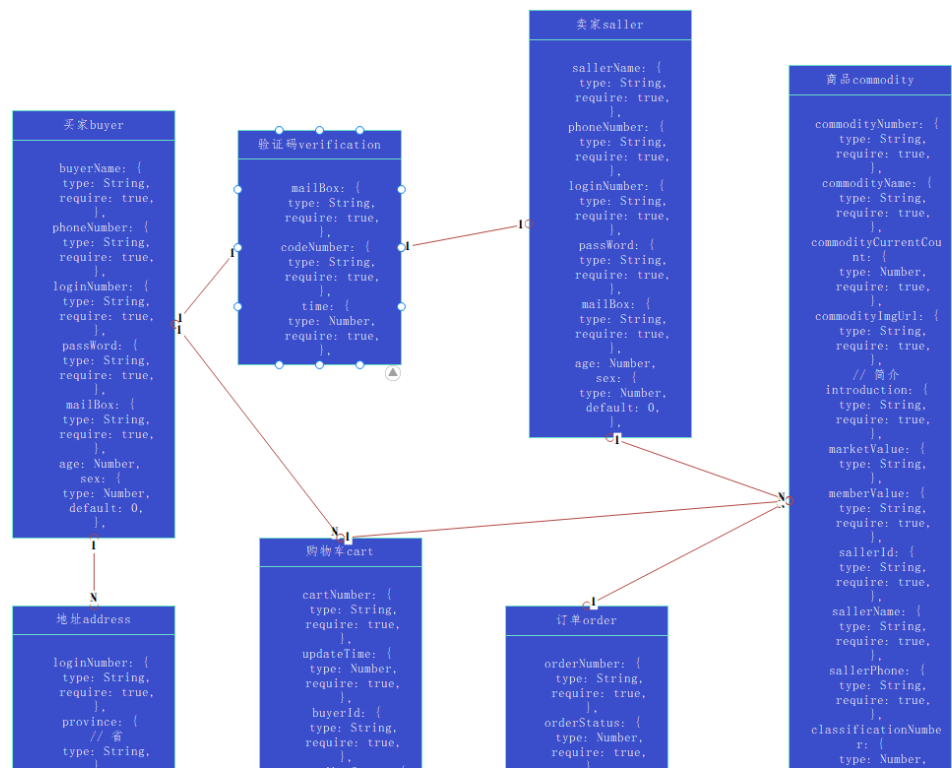 买家buyer
buyerName: {
type: String,
require: true,
},
phoneNumber: {
type: String,
require: true,
},
loginNumber: {
type: String,
require: true,
},
passWord: {
type: String,
require: true,
},
mailBox: {
type: String,
require: true,
},
age: Number,
sex: {
type: Number,
default: 0,
},
验证码verification
mailBox: {
type: String,
require: true,
},
codeNumber: {
type: String,
require: true,
},
time: {
type: Number,
require: true,
},
卖家saller
sallerName: {
type: String,
require: true,
},
phoneNumber: {
type: String,
require: true,
},
loginNumber: {
type: String,
require: true,
},
passWord: {
type: String,
require: true,
},
mailBox: {
type: String,
require: true,
},
age: Number,
sex: {
type: Number,
default: 0,
},
商品commodity
commodityNumber: {
type: String,
require: true,
},
commodityName: {
type: String,
require: true,
},
commodityCurrentCou
nt: {
type: Number,
require: true,
},
commodityImgUrl: {
type: String,
require: true,
},
// 简介
introduction: {
type: String,
require: true,
},
marketValue: {
type: String,
},
memberValue: {
type: String,
require: true,
},
sallerId: {
type: String,
require: true,
},
sallerName: {
type: String,
require: true,
},
sallerPhone: {
type: String,
require: true,
},
classificationNumbe
r: {
type: Number,
1
1
1
1
1
1
N
N
1
1
1
N
地址address
loginNumber: {
type: String,
require: true,
},
province: {
// 省
type: String,
购物车cart
cartNumber: {
type: String,
require: true,
},
updateTime: {
type: Number,
require: true,
},
buyerId: {
type: String,
require: true,
},
订单order
orderNumber: {
type: String,
require: true,
},
orderStatus: {
type: Number,
require: true,